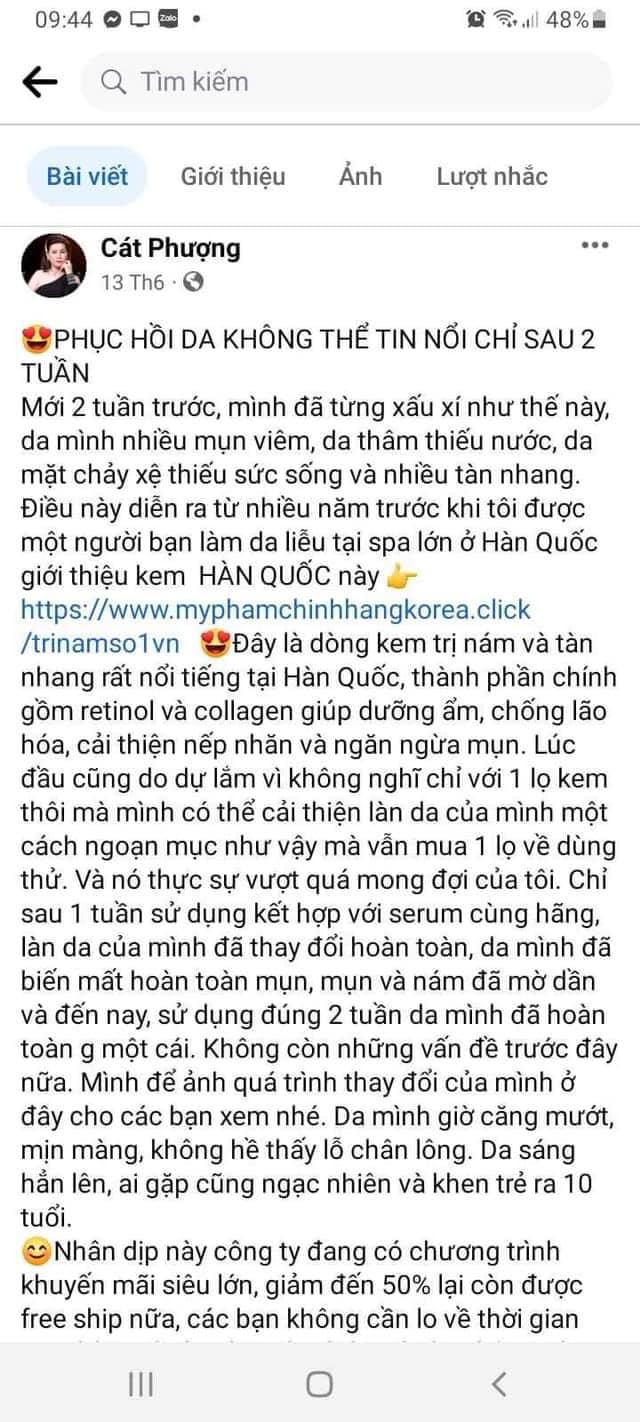 09:44 Zalo 48%
Tìm kiếm
Bài viết Giới thiệu Ảnh Lượt nhắc
Cát Phượng
13 Th6
😍PHỤC HỒI DA KHÔNG THỂ TIN NỔI CHỈ SAU 2
TUẦN
Mới 2 tuần trước, mình đã từng xấu xí như thế này,
da mình nhiều mụn viêm, da thâm thiếu nước, da
mặt chảy xệ thiếu sức sống và nhiều tàn nhang.
Điều này diễn ra từ nhiều năm trước khi tôi được
một người bạn làm da liễu tại spa lớn ở Hàn Quốc
giới thiệu kem HÀN QUỐC này 👉
https://www.myphamchinhhangkorea.click
/trinamso1vn 😍Đây là dòng kem trị nám và tàn
nhang rất nổi tiếng tại Hàn Quốc, thành phần chính
gồm retinol và collagen giúp dưỡng ẩm, chống lão
hóa, cải thiện nếp nhăn và ngăn ngừa mụn. Lúc
đầu cũng do dự lắm vì không nghĩ chỉ với 1 lọ kem
thôi mà mình có thể cải thiện làn da của mình một
cách ngoạn mục như vậy mà vẫn mua 1 lọ về dùng
thử. Và nó thực sự vượt quá mong đợi của tôi. Chỉ
sau 1 tuần sử dụng kết hợp với serum cùng hãng,
làn da của mình đã thay đổi hoàn toàn, da mình đã
biến mất hoàn toàn mụn, mụn và nám đã mờ dần
và đến nay, sử dụng đúng 2 tuần da mình đã hoàn
toàn g một cái. Không còn những vấn đề trước đây
nữa. Mình để ảnh quá trình thay đổi của mình ở
đây cho các bạn xem nhé. Da mình giờ căng mướt,
mịn màng, không hề thấy lỗ chân lông. Da sáng
hẳn lên, ai gặp cũng ngạc nhiên và khen trẻ ra 10
tuổi.
😊Nhân dịp này công ty đang có chương trình
khuyến mãi siêu lớn, giảm đến 50% lại còn được
free ship nữa, các bạn không cần lo về thời gian